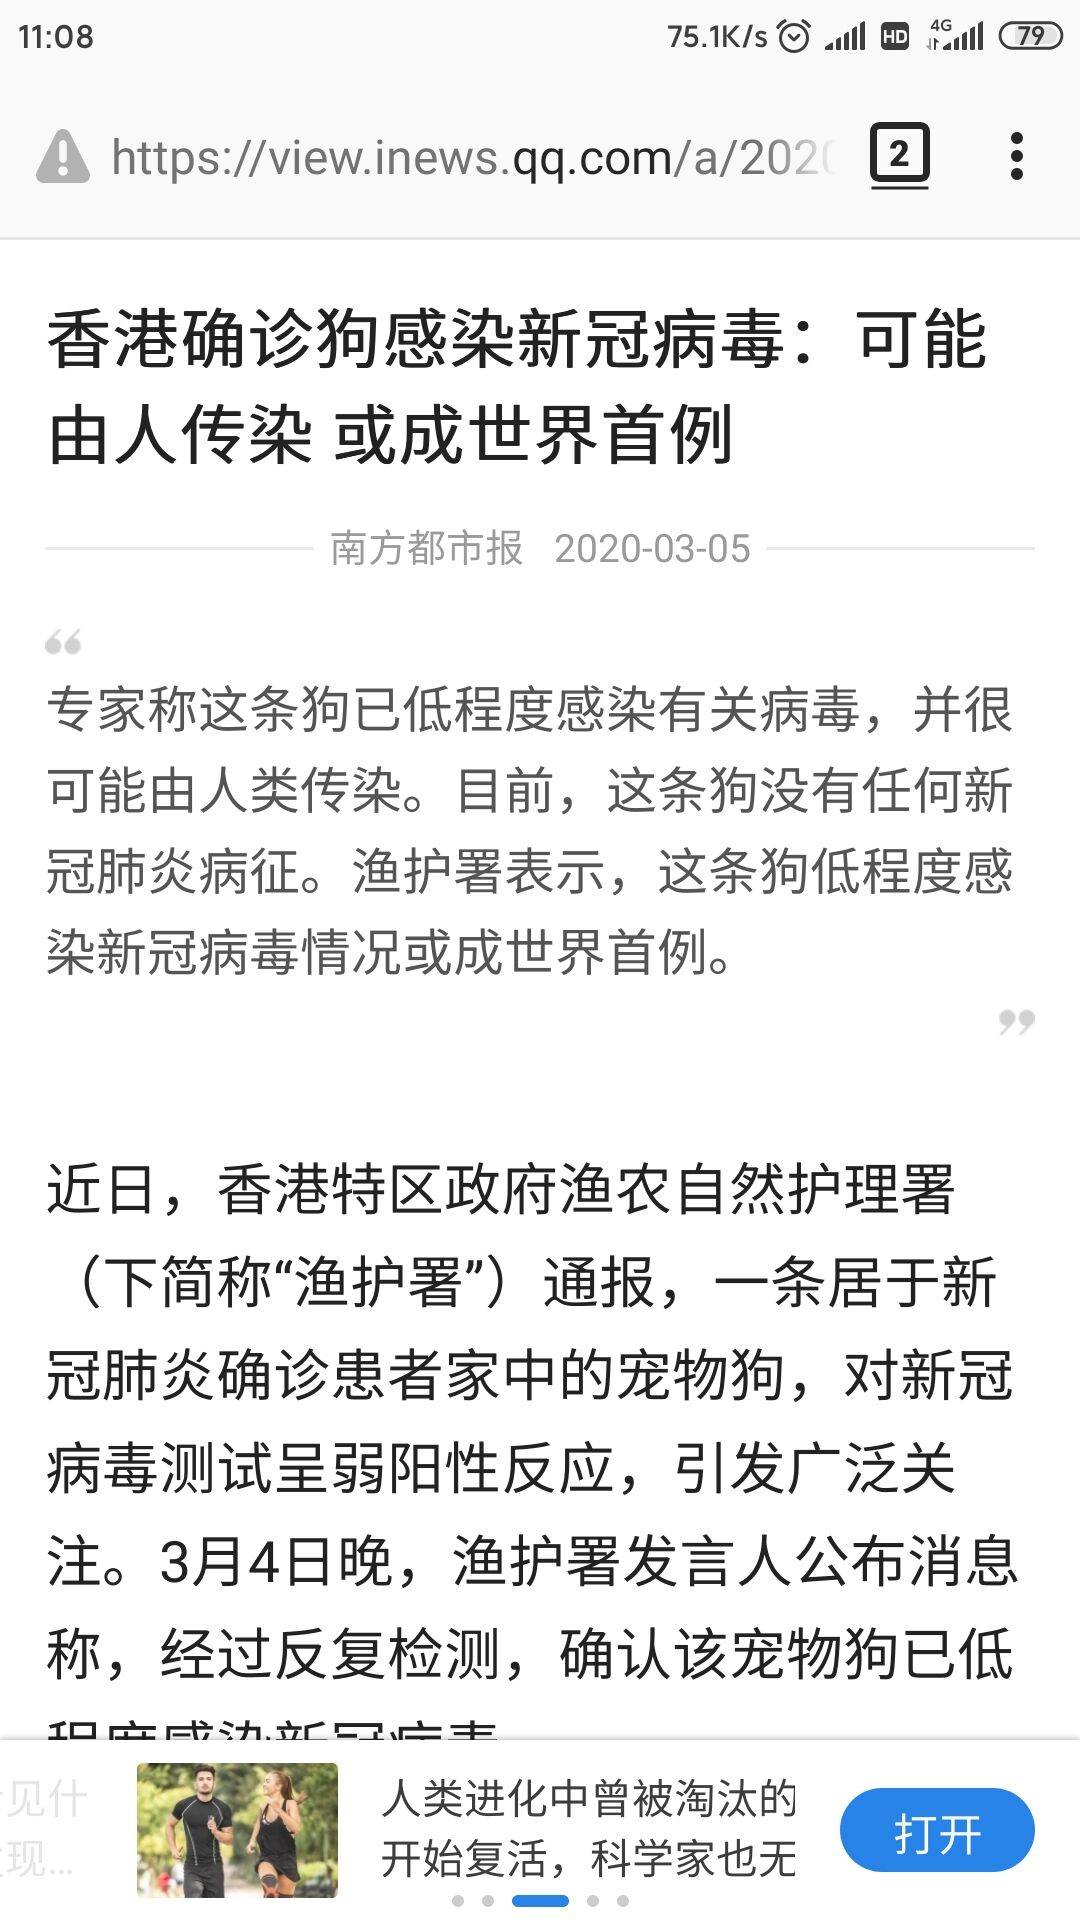 11:08
75.1K/s HD 4G 79
https://view.inews.qq.com/a/2020
2
香港确诊狗感染新冠病毒：可能
由人传染 或成世界首例
南方都市报 2020-03-05
“
专家称这条狗已低程度感染有关病毒，并很
可能由人类传染。目前，这条狗没有任何新
冠肺炎病征。渔护署表示，这条狗低程度感
染新冠病毒情况或成世界首例。
”
近日，香港特区政府渔农自然护理署
（下简称“渔护署”）通报，一条居于新
冠肺炎确诊患者家中的宠物狗，对新冠
病毒测试呈弱阳性反应，引发广泛关
注。3月4日晚，渔护署发言人公布消息
称，经过反复检测，确认该宠物狗已低
程度感染新冠病毒
见什
现...
人类进化中曾被淘汰的
开始复活，科学家也无
打开